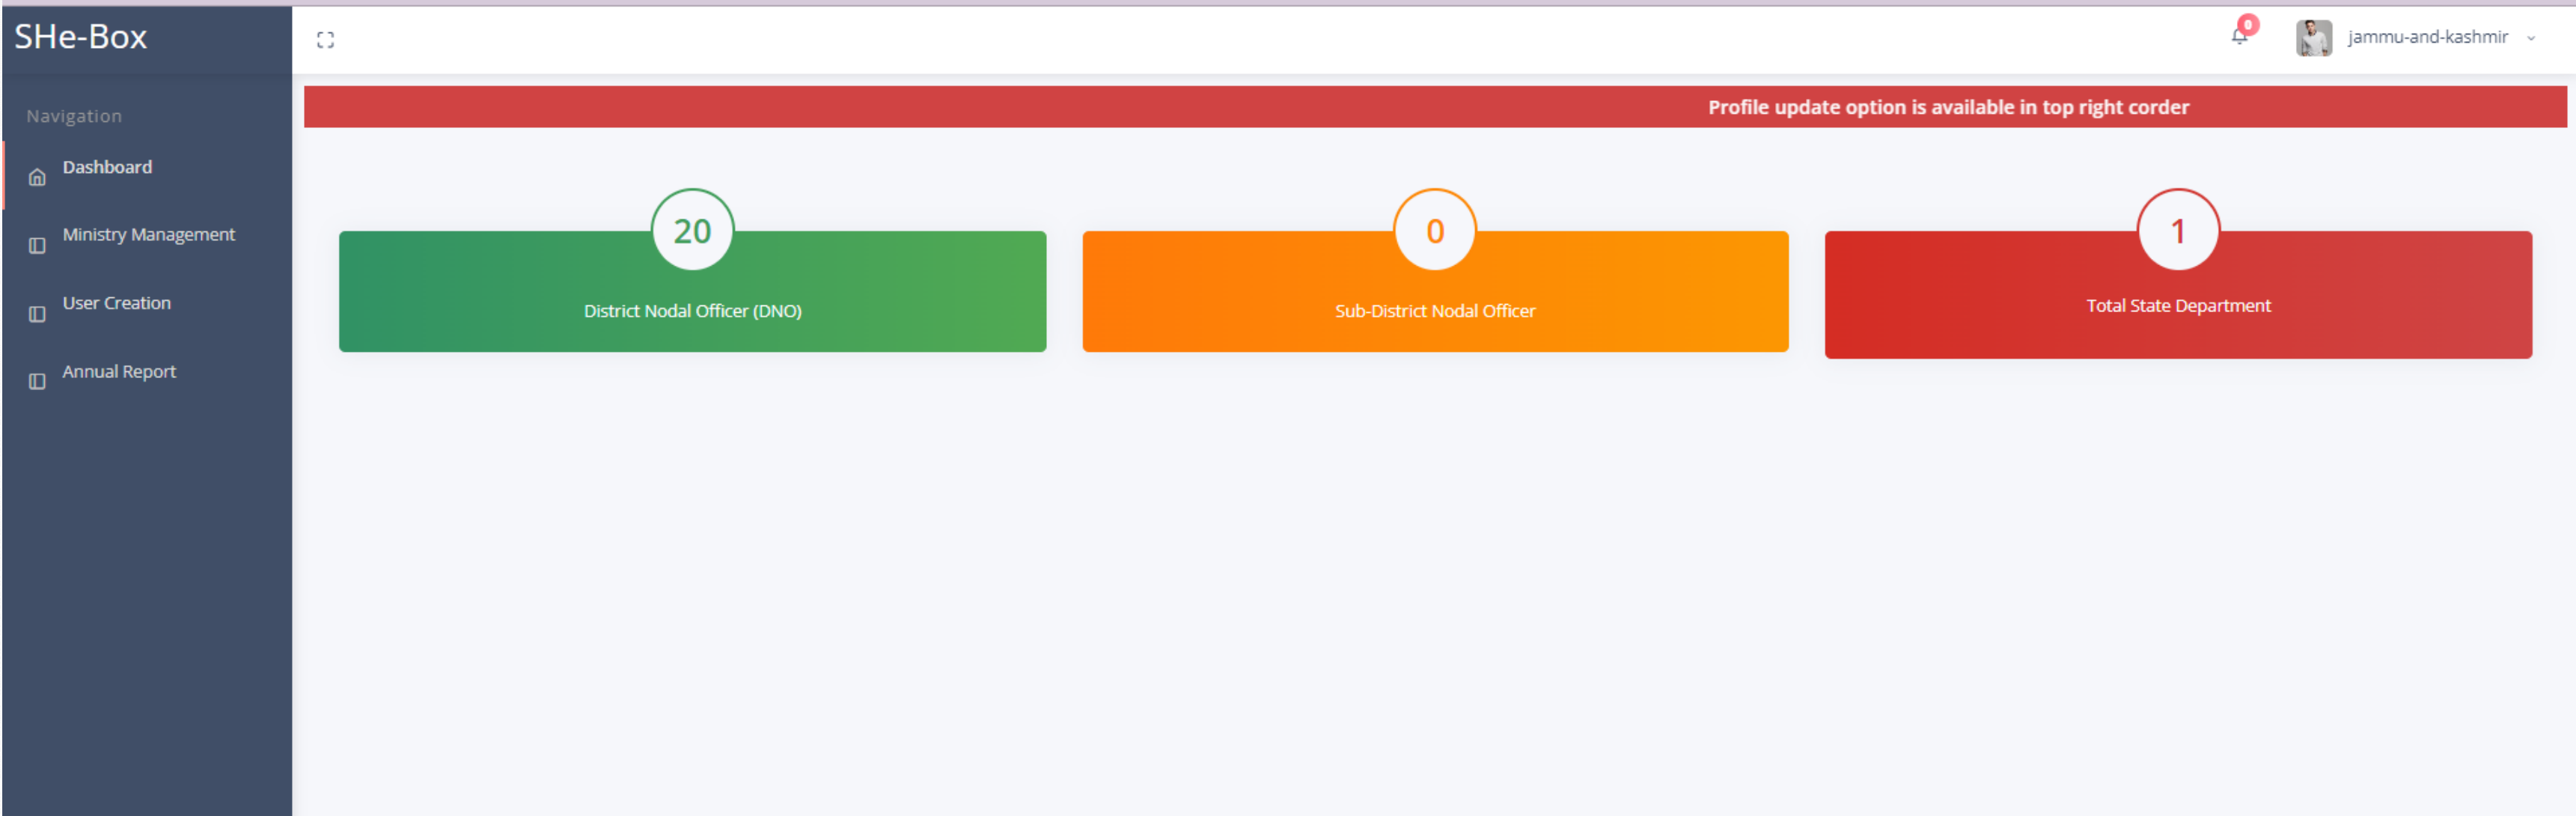 SHe-Box
0
jammu-and-kashmir
Profile update option is available in top right corder
Navigation
Dashboard
Ministry Management
User Creation
Annual Report
20
District Nodal Officer (DNO)
0
Sub-District Nodal Officer
1
Total State Department